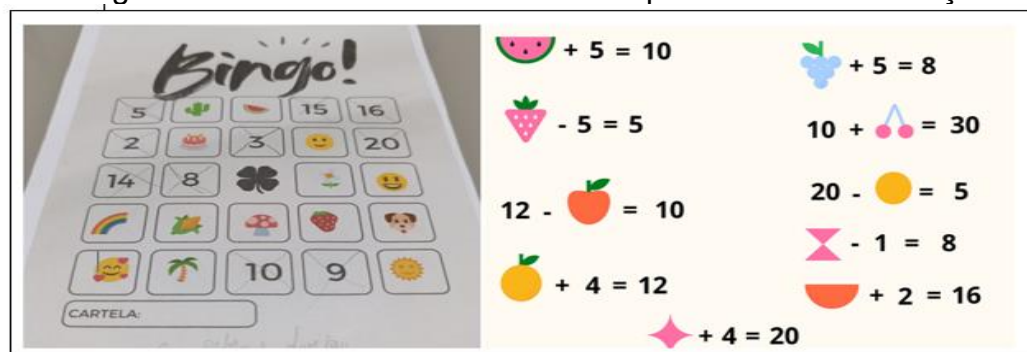 Bingo!
5 15 16
2 3 20
14 8
10 9
CARTELA:
+ 5 = 10
- 5 = 5
12 - = 10
+ 4 = 12
+ 5 = 8
10 + = 30
20 - = 5
- 1 = 8
+ 2 = 16
+ 4 = 20